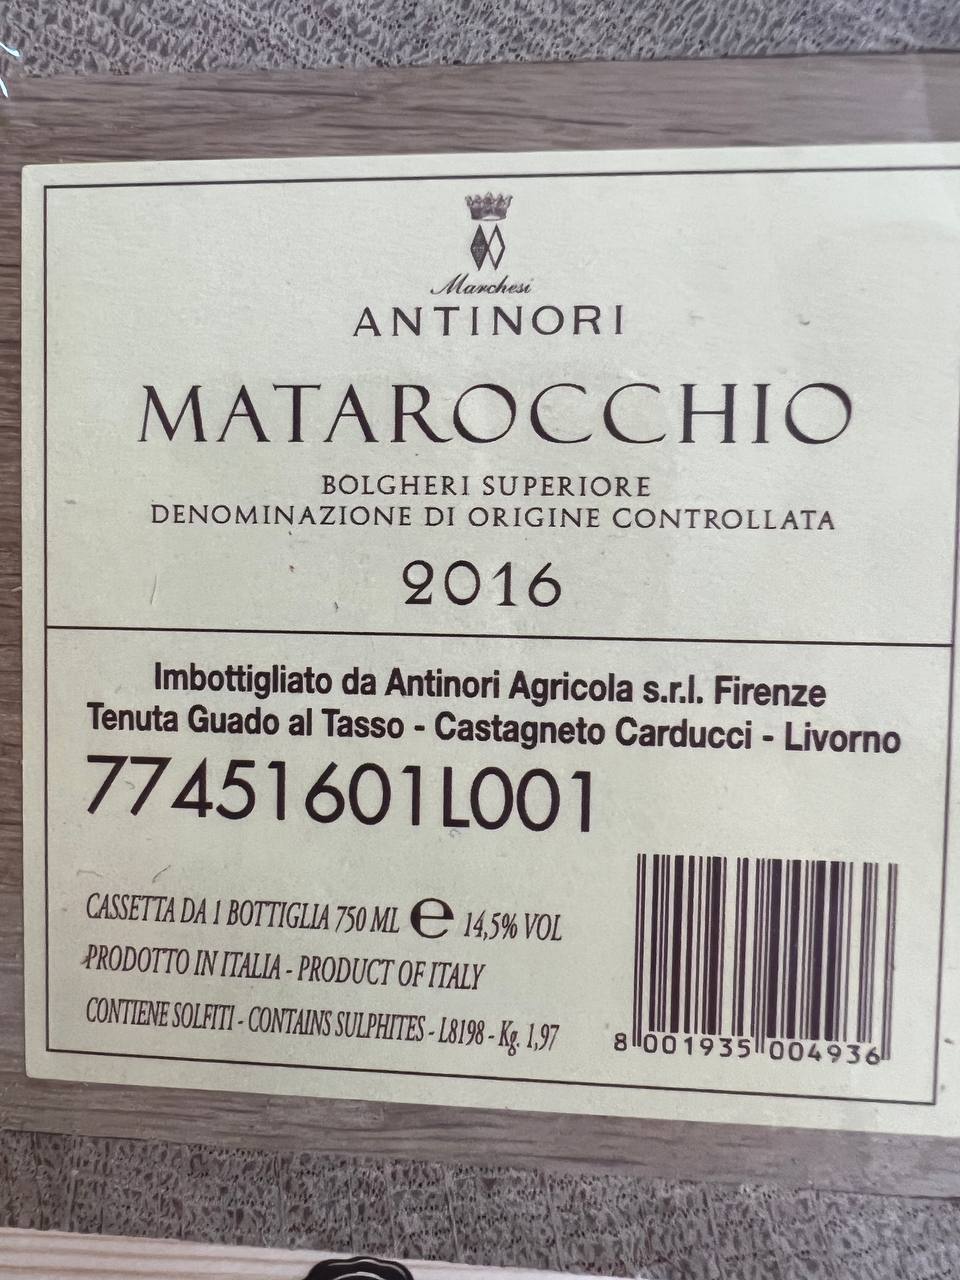 Marchesi
ANTINORI
MATAROCCHIO
BOLGHERI SUPERIORE
DENOMINAZIONE DI ORIGINE CONTROLLATA
2016
Imbottigliato da Antinori Agricola s.r.l. Firenze
Tenuta Guado al Tasso - Castagneto Carducci - Livorno
77451601L001
CASSETTA DA 1 BOTTIGLIA 750 ML e 14,5% VOL
PRODOTTO IN ITALIA - PRODUCT OF ITALY
CONTIENE SOLFITI - CONTAINS SULPHITES - L8198 - Kg. 1,97
8 001935 004936